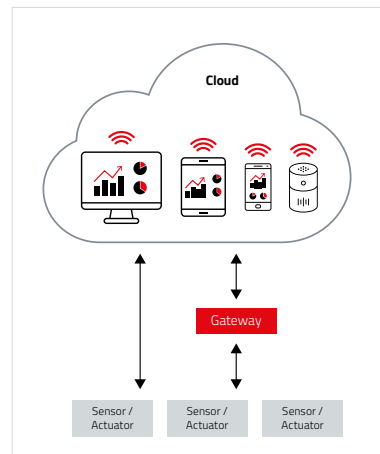 Cloud
Gateway
Sensor /
Actuator
Sensor /
Actuator
Sensor /
Actuator